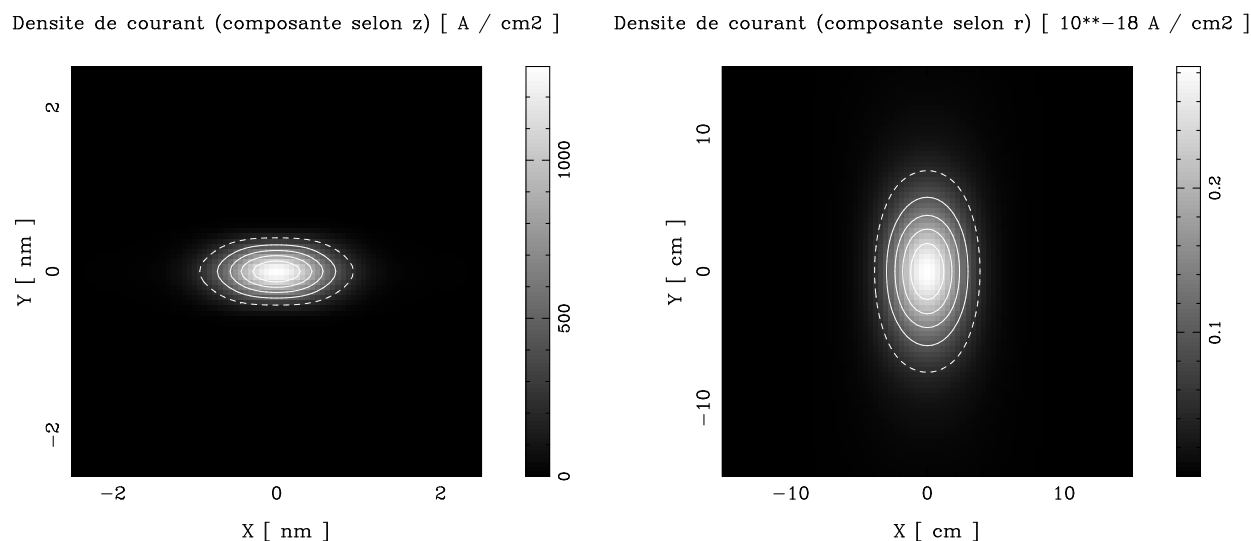 Densite de courant (composante selon z) [ A / cm2 ]
2
0
−2
Y [ nm ]
−2 0 2
X [ nm ]
1000
500
0
Densite de courant (composante selon r) [ 10**−18 A / cm2 ]
10
0
−10
Y [ cm ]
−10 0 10
X [ cm ]
0.2
0.1